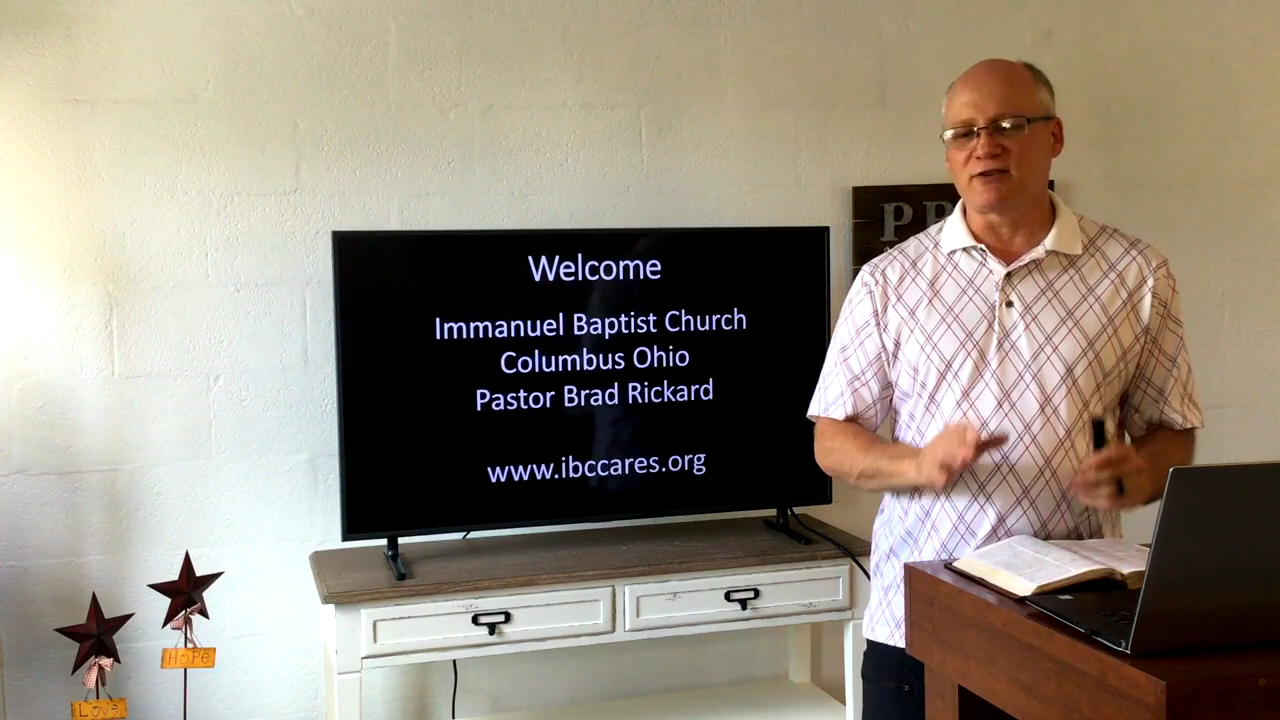 Welcome
Immanuel Baptist Church
Columbus Ohio
Pastor Brad Rickard
www.ibccares.org
Hope
Love